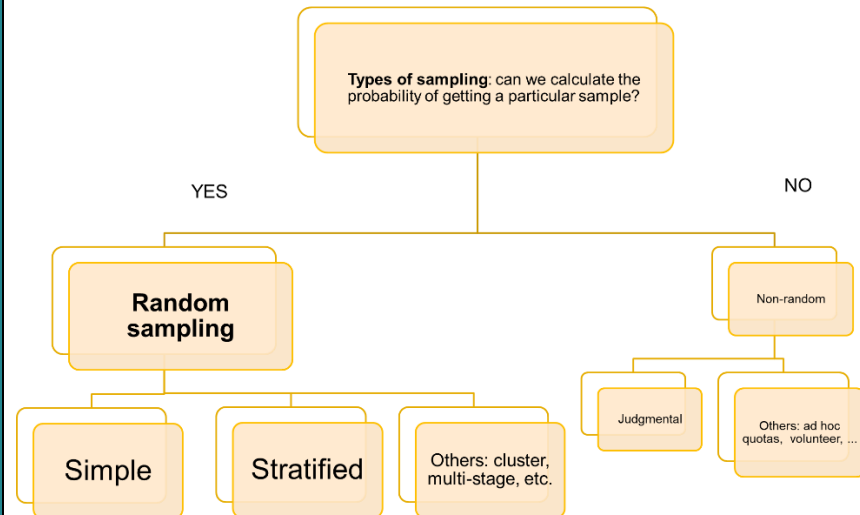 Types of sampling: can we calculate the
probability of getting a particular sample?
YES
NO
Random
sampling
Non-random
Simple
Stratified
Others: cluster,
multi-stage, etc.
Judgmental
Others: ad hoc
quotas, volunteer, ...